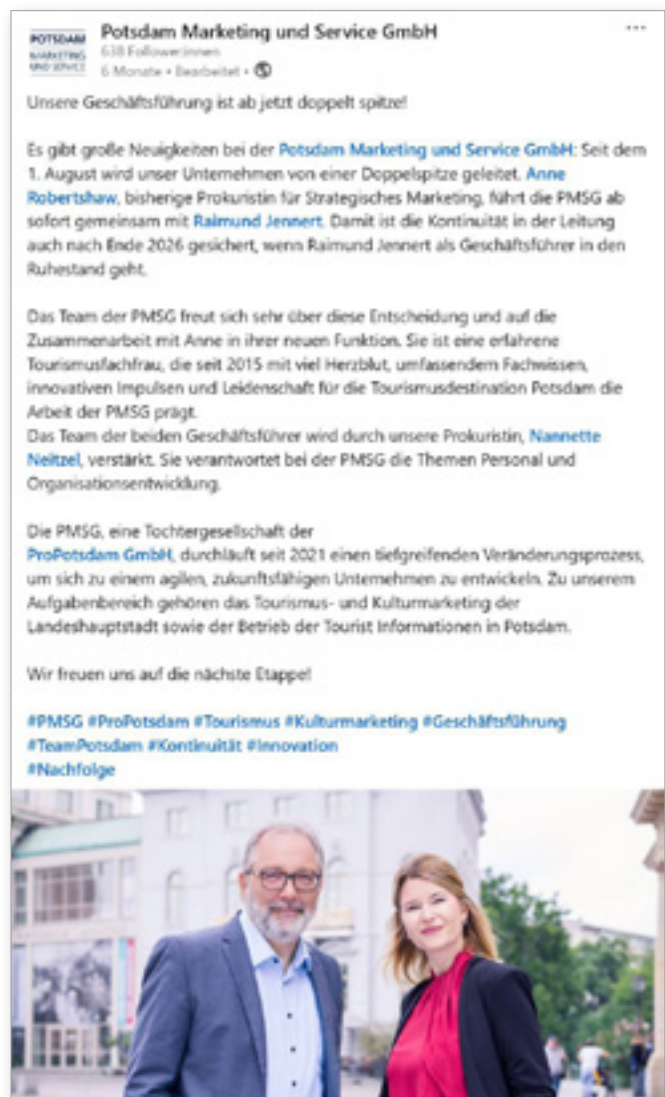 POTSDAM
MARKETING
UND SERVICE
Potsdam Marketing und Service GmbH
638 Follower:innen
6 Monate • Bearbeitet •
Unsere Geschäftsführung ist ab jetzt doppelt spitze!
Es gibt große Neuigkeiten bei der Potsdam Marketing und Service GmbH: Seit dem
1. August wird unser Unternehmen von einer Doppelspitze geleitet. Anne
Robertshaw, bisherige Prokuristin für Strategisches Marketing, führt die PMSG ab
sofort gemeinsam mit Raimund Jennert. Damit ist die Kontinuität in der Leitung
auch nach Ende 2026 gesichert, wenn Raimund Jennert als Geschäftsführer in den
Ruhestand geht.
Das Team der PMSG freut sich sehr über diese Entscheidung und auf die
Zusammenarbeit mit Anne in ihrer neuen Funktion. Sie ist eine erfahrene
Tourismusfachfrau, die seit 2015 mit viel Herzblut, umfassendem Fachwissen,
innovativen Impulsen und Leidenschaft für die Tourismusdestination Potsdam die
Arbeit der PMSG prägt.
Das Team der beiden Geschäftsführer wird durch unsere Prokuristin, Nannette
Neitzel, verstärkt. Sie verantwortet bei der PMSG die Themen Personal und
Organisationsentwicklung.
Die PMSG, eine Tochtergesellschaft der
ProPotsdam GmbH, durchläuft seit 2021 einen tiefgreifenden Veränderungsprozess,
um sich zu einem agilen, zukunftsfähigen Unternehmen zu entwickeln. Zu unserem
Aufgabenbereich gehören das Tourismus- und Kulturmarketing der
Landeshauptstadt sowie der Betrieb der Tourist Informationen in Potsdam.
Wir freuen uns auf die nächste Etappe!
#PMSG #ProPotsdam #Tourismus #Kulturmarketing #Geschäftsführung
#TeamPotsdam #Kontinuität #Innovation
#Nachfolge